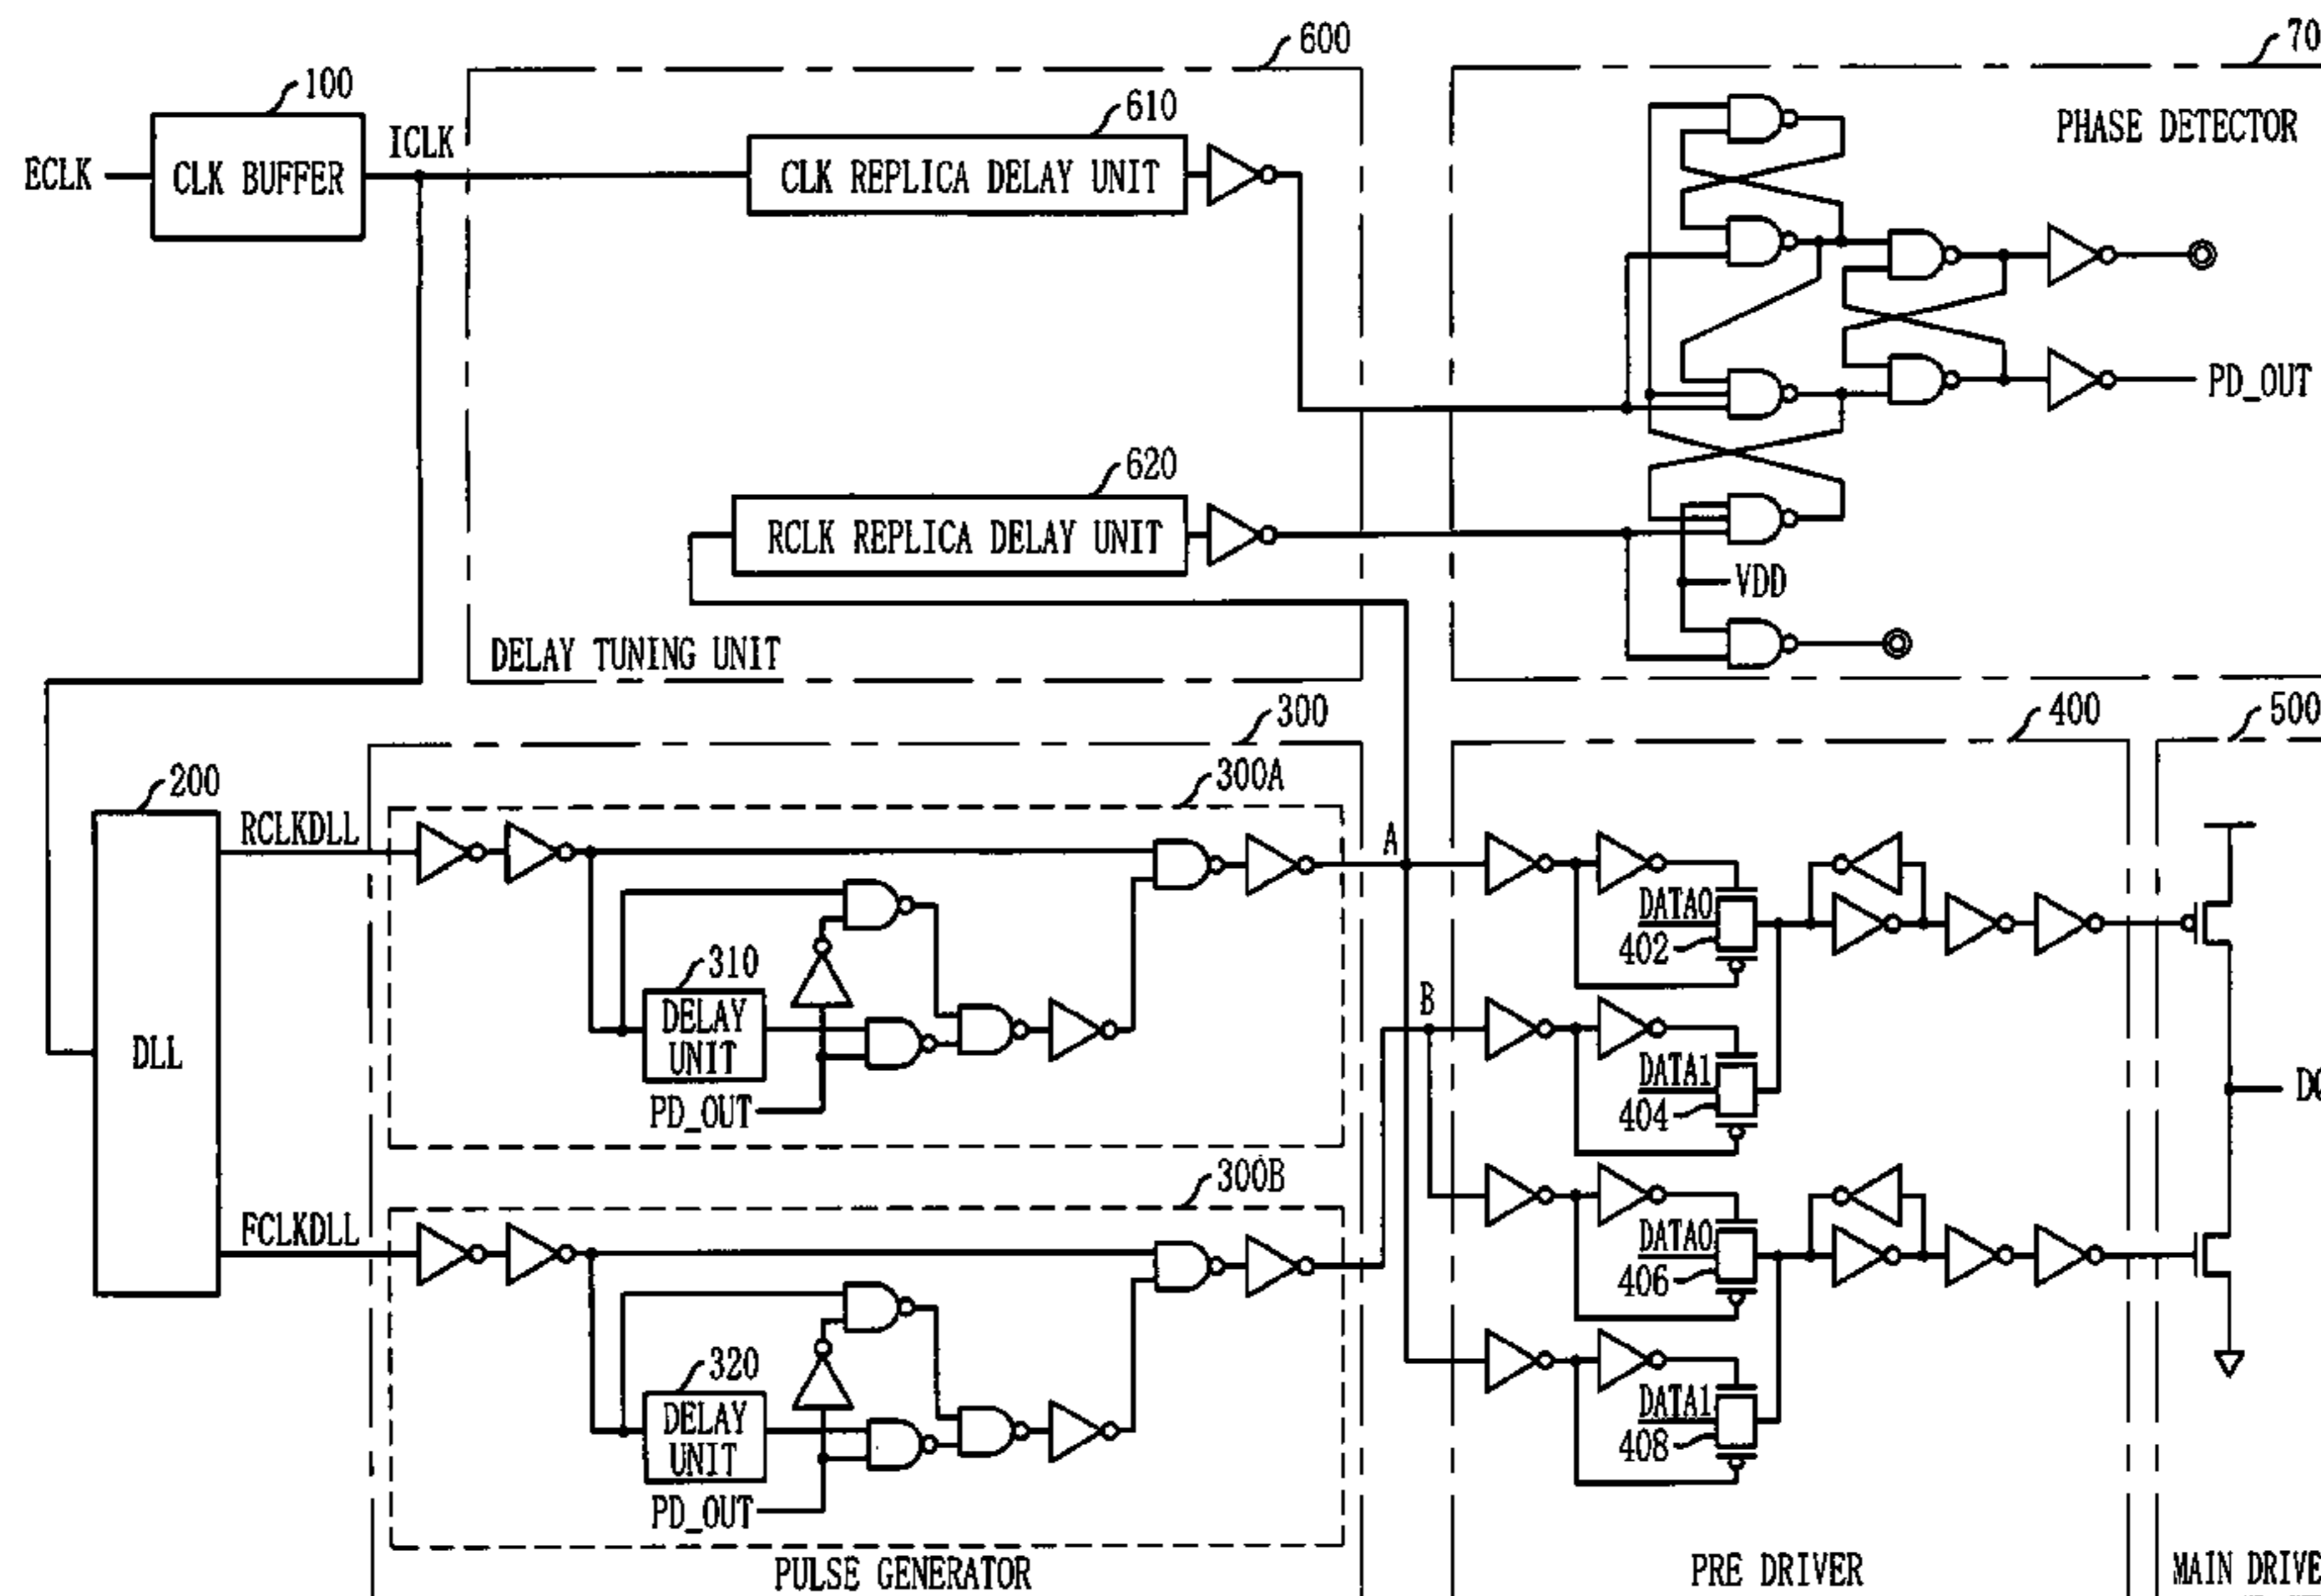 600
70
100
610
PHASE DETECTOR
ICLK
ECLK
CLK BUFFER
CLK REPLICA DELAY UNIT
PD_OUT
620
RCLK REPLICA DELAY UNIT
VDD
DELAY TUNING UNIT
300
400
500
200
300A
RCLKDLL
A
DATA0
402
310
DELAY
UNIT
B
DLL
DATA1
404
PD_OUT
DQ
300B
FCLKDLL
DATA0
406
320
DELAY
UNIT
DATA1
408
PD_OUT
PULSE GENERATOR
PRE DRIVER
MAIN DRIVE